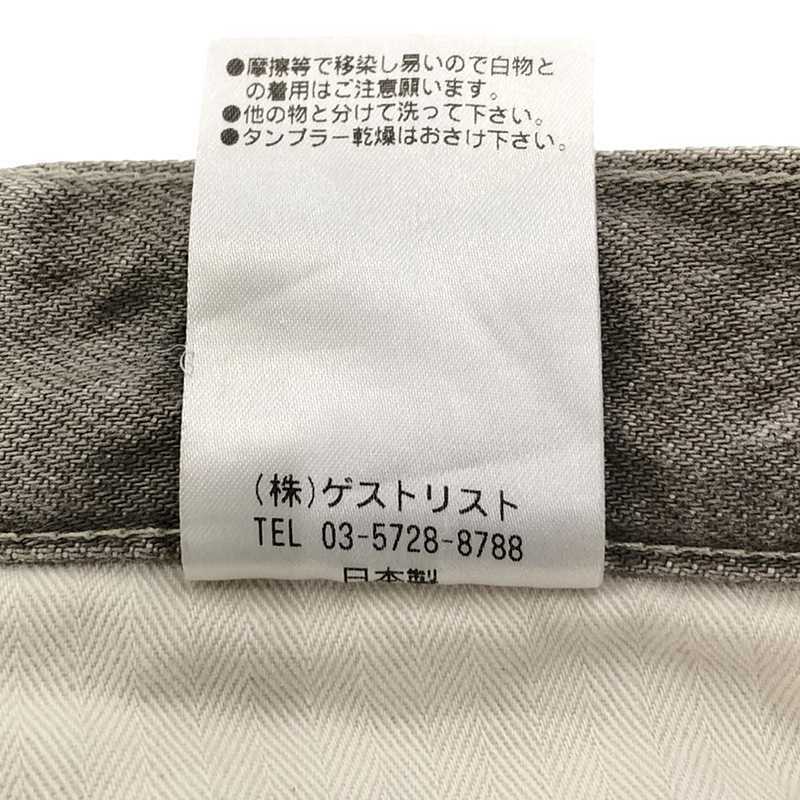 ●摩擦等で移染し易いので白物と
の着用はご注意願います。
●他の物と分けて洗って下さい。
●タンブラー乾燥はおさけ下さい。
(株)ゲストリスト
TEL 03-5728-8788
日本製